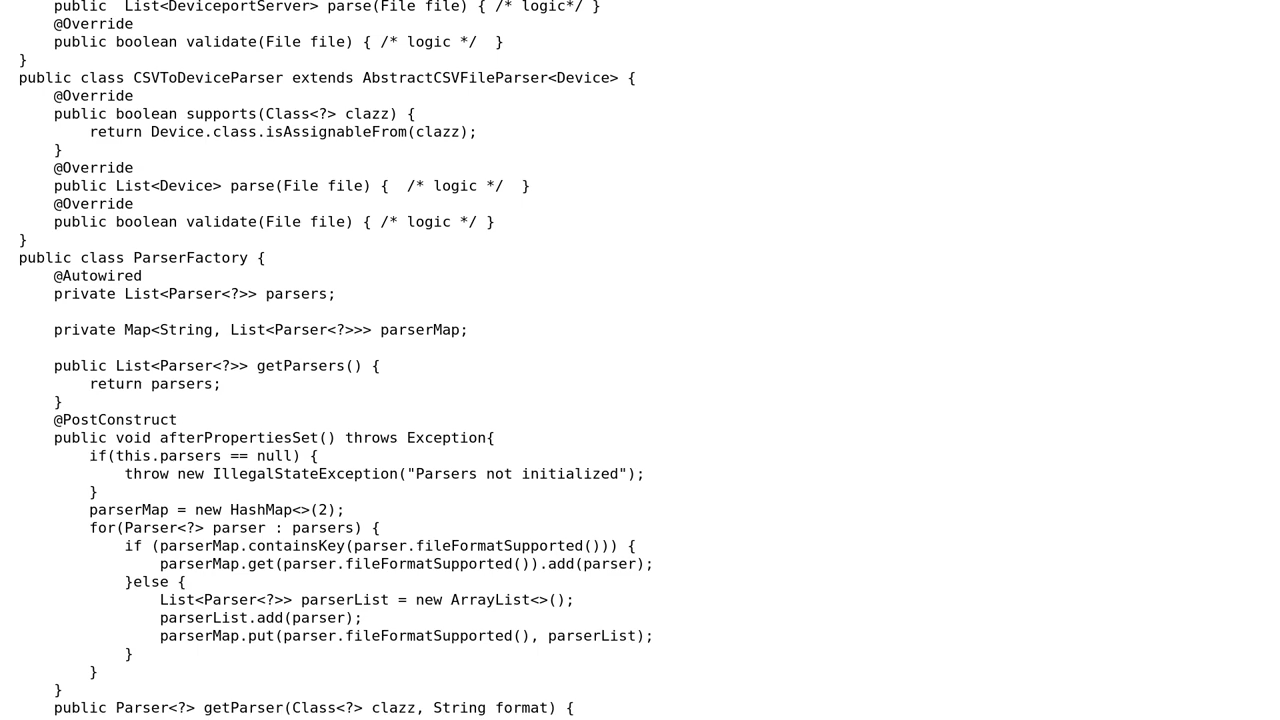 public  List<DeviceportServer> parse(File file) { /* logic*/ }
@Override
public boolean validate(File file) { /* logic */  }
}
public class CSVToDeviceParser extends AbstractCSVFileParser<Device> {
@Override
public boolean supports(Class<?> clazz) {
return Device.class.isAssignableFrom(clazz);
}
@Override
public List<Device> parse(File file) {  /* logic */  }
@Override
public boolean validate(File file) { /* logic */ }
}
public class ParserFactory {
@Autowired
private List<Parser<?>> parsers;
private Map<String, List<Parser<?>>> parserMap;
public List<Parser<?>> getParsers() {
return parsers;
}
@PostConstruct
public void afterPropertiesSet() throws Exception{
if(this.parsers == null) {
throw new IllegalStateException("Parsers not initialized");
}
parserMap = new HashMap<>(2);
for(Parser<?> parser : parsers) {
if (parserMap.containsKey(parser.fileFormatSupported())) {
parserMap.get(parser.fileFormatSupported()).add(parser);
}else {
List<Parser<?>> parserList = new ArrayList<>();
parserList.add(parser);
parserMap.put(parser.fileFormatSupported(), parserList);
}
}
}
public Parser<?> getParser(Class<?> clazz, String format) {